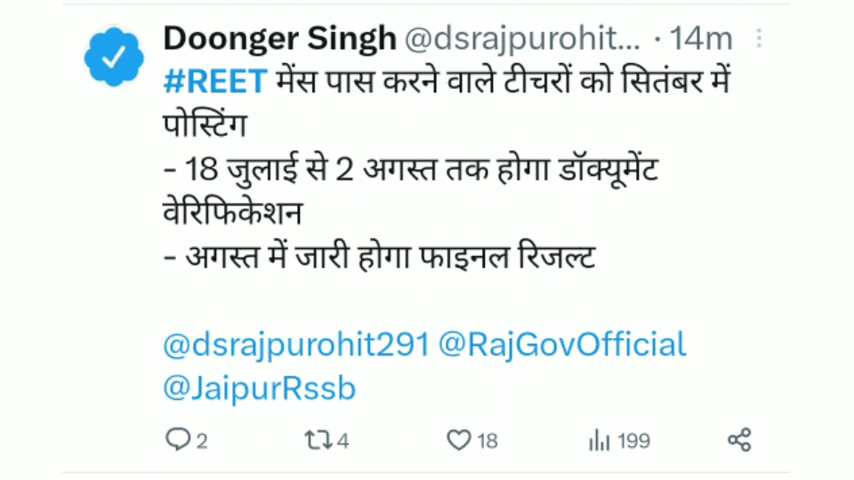 Doonger Singh @dsrajpurohit... · 14m
#REET मेंस पास करने वाले टीचरों को सितंबर में
पोस्टिंग
- 18 जुलाई से 2 अगस्त तक होगा डॉक्यूमेंट
वेरिफिकेशन
- अगस्त में जारी होगा फाइनल रिजल्ट
@dsrajpurohit291 @RajGovOfficial
@JaipurRssb
2 4 18 199